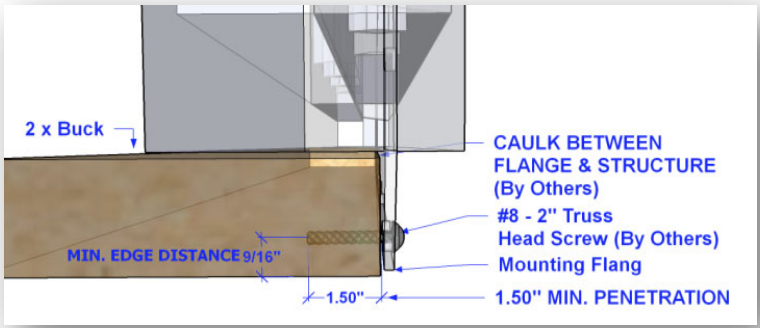 2 x Buck
CAULK BETWEEN
FLANGE & STRUCTURE
(By Others)
#8 - 2" Truss
Head Screw (By Others)
MIN. EDGE DISTANCE 9/16"
Mounting Flang
1.50"
1.50" MIN. PENETRATION